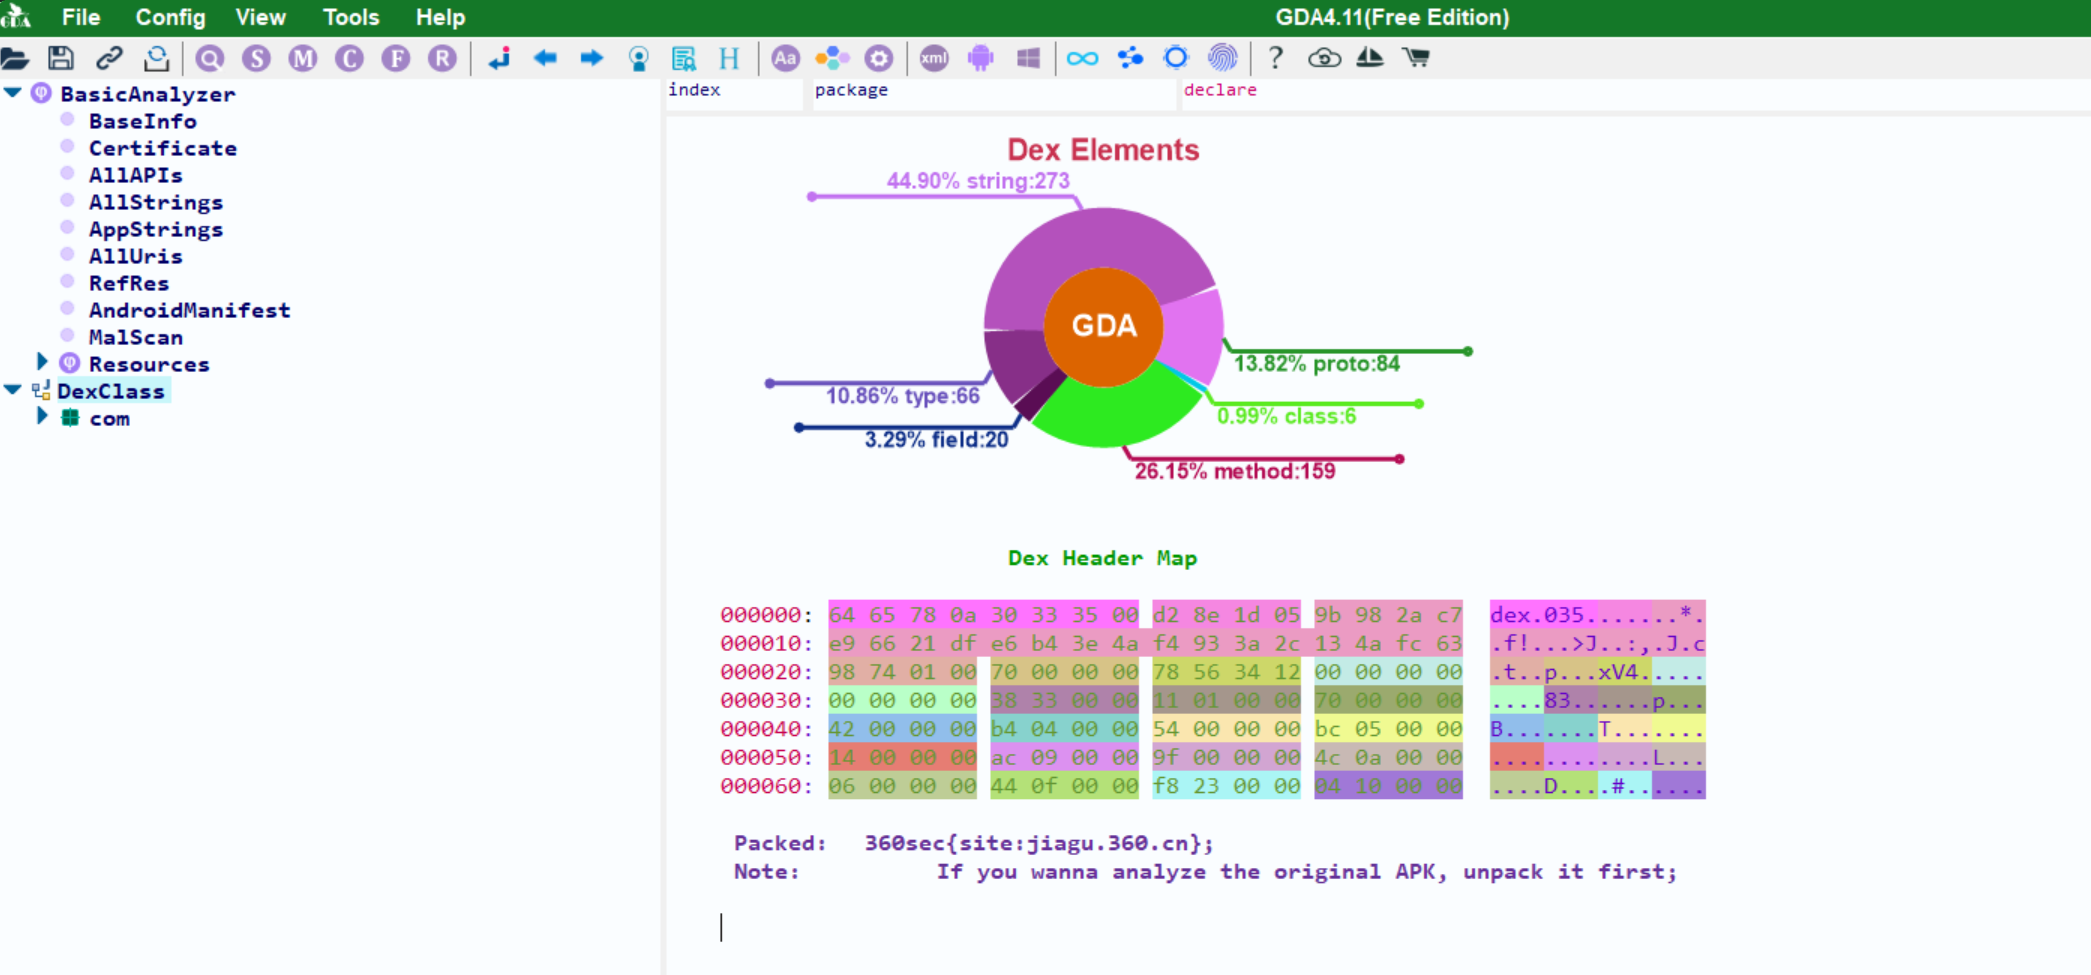 GDA File Config View Tools Help GDA4.11(Free Edition)
Q S M C F R H Aa xml ?
BasicAnalyzer
BaseInfo
Certificate
AllAPIs
AllStrings
AppStrings
AllUris
RefRes
AndroidManifest
MalScan
Resources
DexClass
com
index package declare
Dex Elements
44.90% string:273
GDA
13.82% proto:84
10.86% type:66
0.99% class:6
3.29% field:20
26.15% method:159
Dex Header Map
000000: 64 65 78 0a 30 33 35 00 d2 8e 1d 05 9b 98 2a c7 dex.035.......*.
000010: e9 66 21 df e6 b4 3e 4a f4 93 3a 2c 13 4a fc 63 .f!...>J..:,.J.c
000020: 98 74 01 00 70 00 00 00 78 56 34 12 00 00 00 00 .t..p...xV4.....
000030: 00 00 00 00 38 33 00 00 11 01 00 00 70 00 00 00 ....83......p...
000040: 42 00 00 00 b4 04 00 00 54 00 00 00 bc 05 00 00 B.......T.......
000050: 14 00 00 00 ac 09 00 00 9f 00 00 00 4c 0a 00 00 ............L...
000060: 06 00 00 00 44 0f 00 00 f8 23 00 00 04 10 00 00 ....D....#......
Packed: 360sec{site:jiagu.360.cn};
Note: If you wanna analyze the original APK, unpack it first;